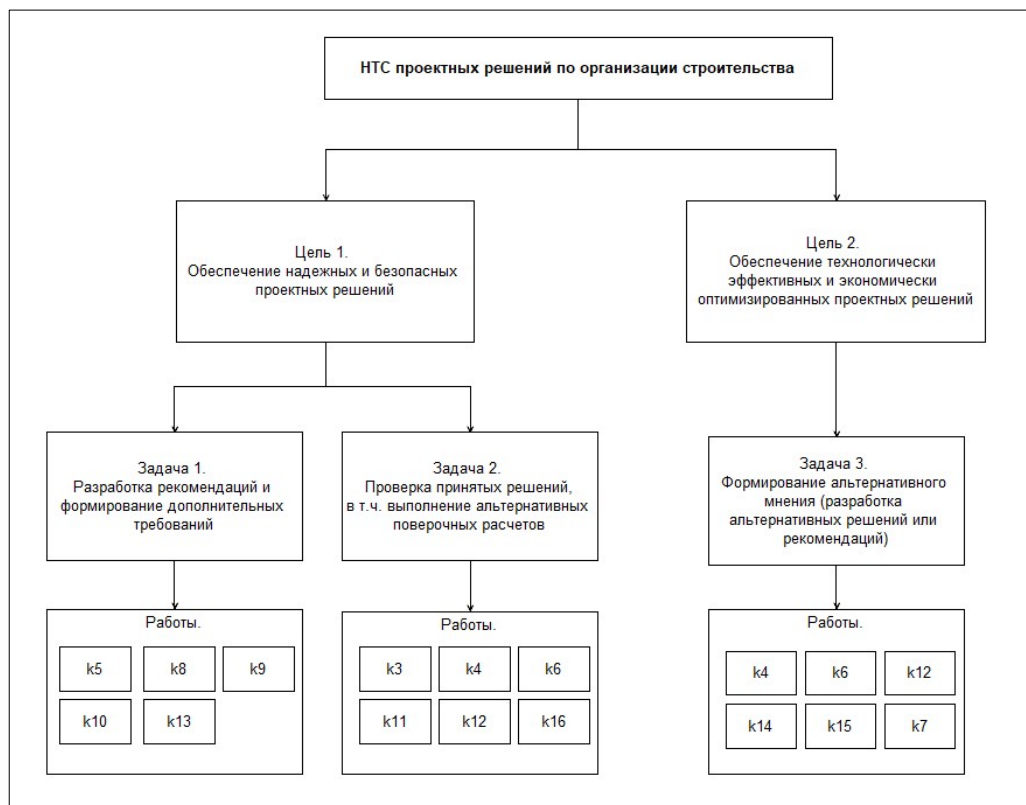 НТС проектных решений по организации строительства
Цель 1.
Обеспечение надежных и безопасных
проектных решений
Цель 2.
Обеспечение технологически
эффективных и экономически
оптимизированных проектных решений
Задача 1.
Разработка рекомендаций и
формирование дополнительных
требований
Задача 2.
Проверка принятых решений,
в т.ч. выполнение альтернативных
поверочных расчетов
Задача 3.
Формирование альтернативного
мнения (разработка
альтернативных решений или
рекомендаций)
Работы.
k5 k8 k9
k10 k13
Работы.
k3 k4 k6
k11 k12 k16
Работы.
k4 k6 k12
k14 k15 k7